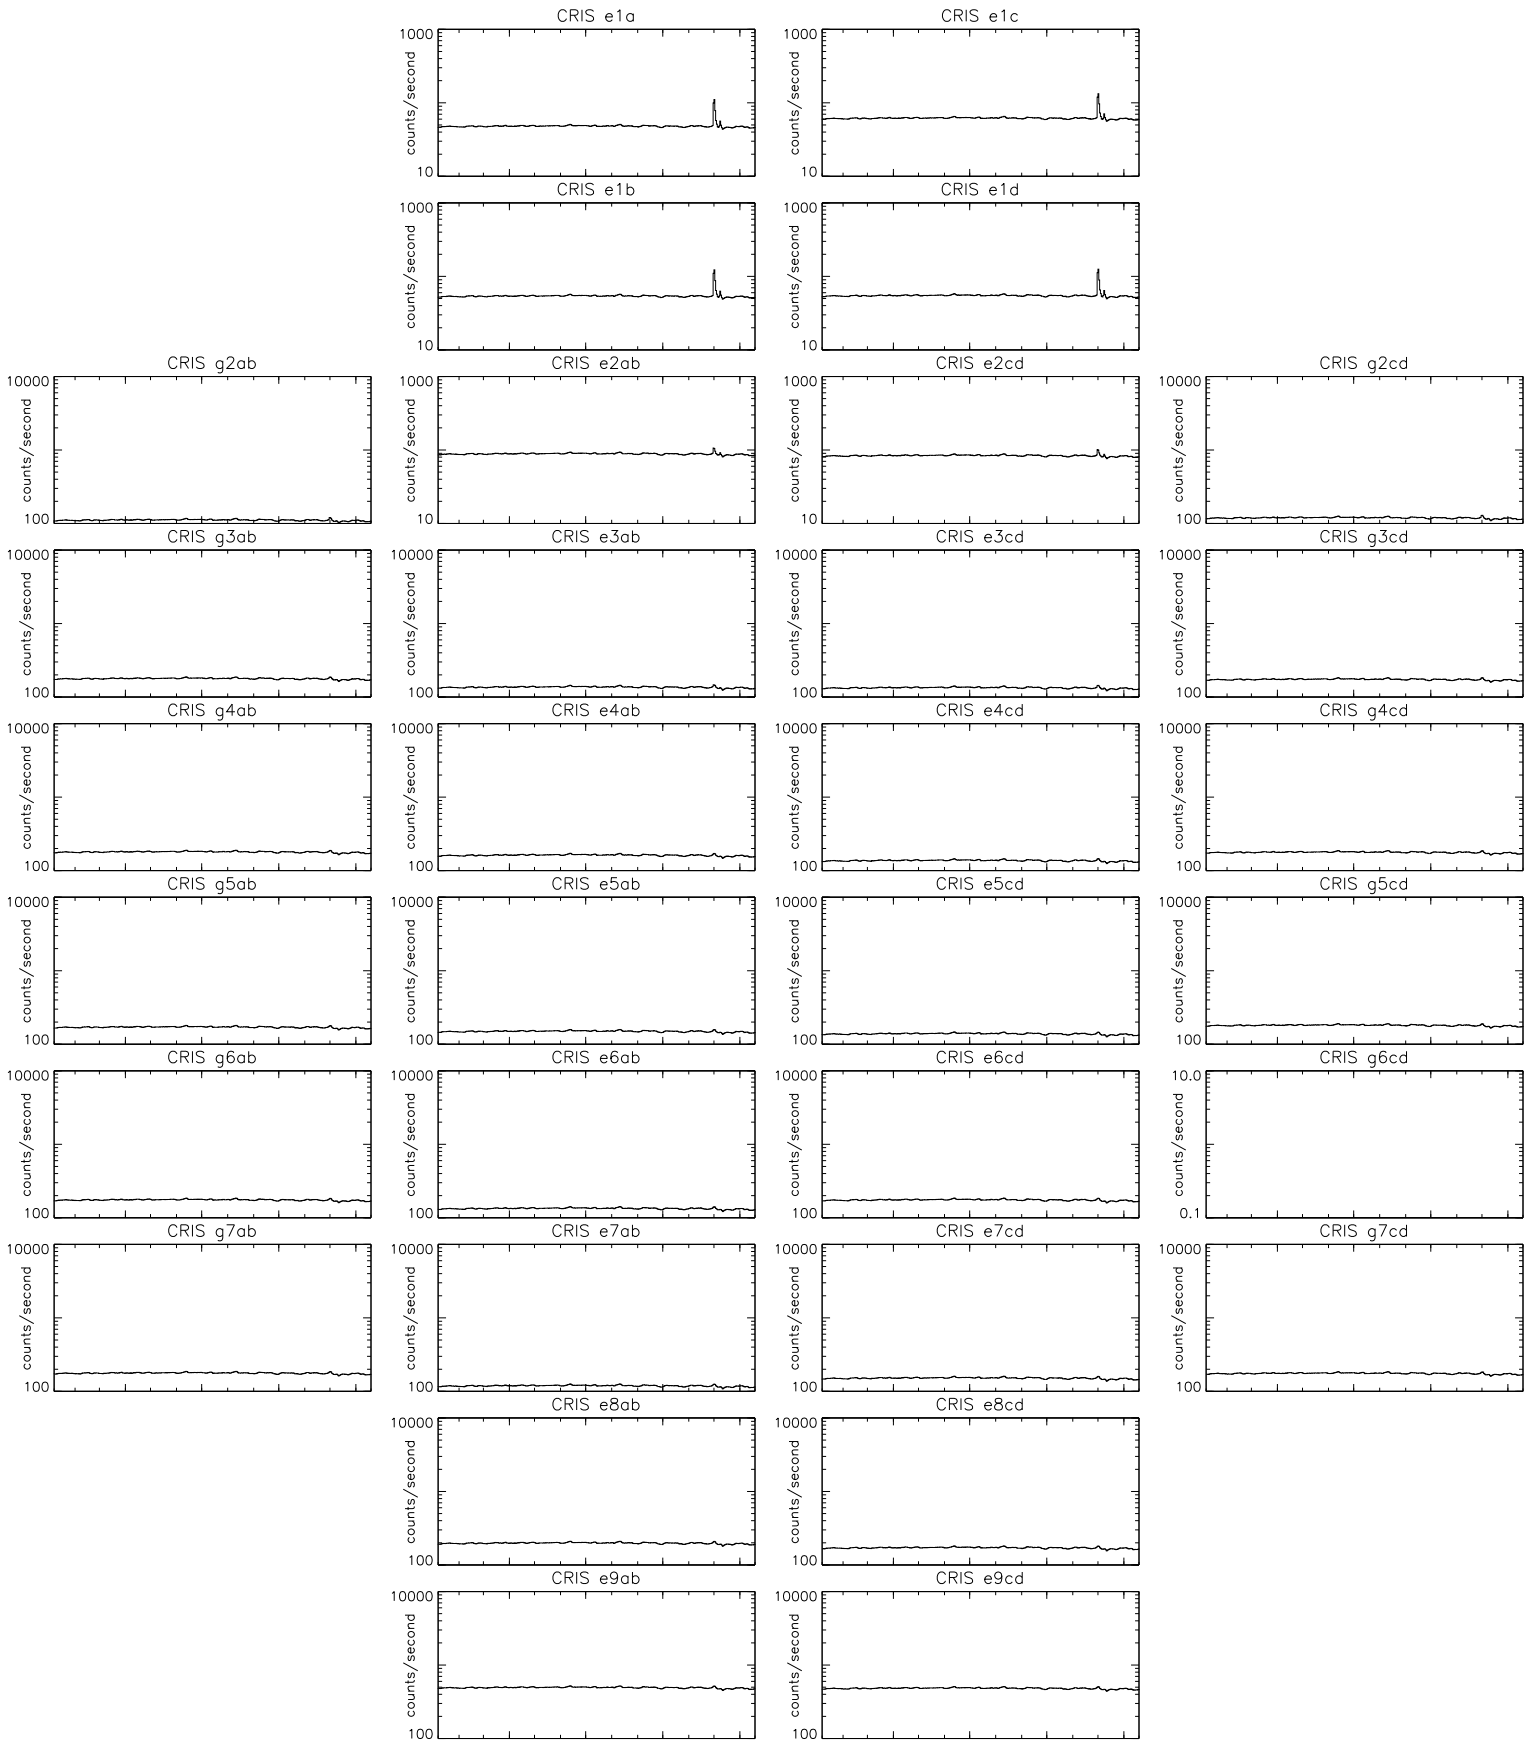 CRIS e1a
1000
counts/second
10
CRIS e1c
1000
counts/second
10
CRIS e1b
1000
counts/second
10
CRIS e1d
1000
counts/second
10
CRIS g2ab
10000
counts/second
100
CRIS e2ab
1000
counts/second
10
CRIS e2cd
1000
counts/second
10
CRIS g2cd
10000
counts/second
100
CRIS g3ab
10000
counts/second
100
CRIS e3ab
10000
counts/second
100
CRIS e3cd
10000
counts/second
100
CRIS g3cd
10000
counts/second
100
CRIS g4ab
10000
counts/second
100
CRIS e4ab
10000
counts/second
100
CRIS e4cd
10000
counts/second
100
CRIS g4cd
10000
counts/second
100
CRIS g5ab
10000
counts/second
100
CRIS e5ab
10000
counts/second
100
CRIS e5cd
10000
counts/second
100
CRIS g5cd
10000
counts/second
100
CRIS g6ab
10000
counts/second
100
CRIS e6ab
10000
counts/second
100
CRIS e6cd
10000
counts/second
100
CRIS g6cd
10.0
counts/second
0.1
CRIS g7ab
10000
counts/second
100
CRIS e7ab
10000
counts/second
100
CRIS e7cd
10000
counts/second
100
CRIS g7cd
10000
counts/second
100
CRIS e8ab
10000
counts/second
100
CRIS e8cd
10000
counts/second
100
CRIS e9ab
10000
counts/second
100
CRIS e9cd
10000
counts/second
100